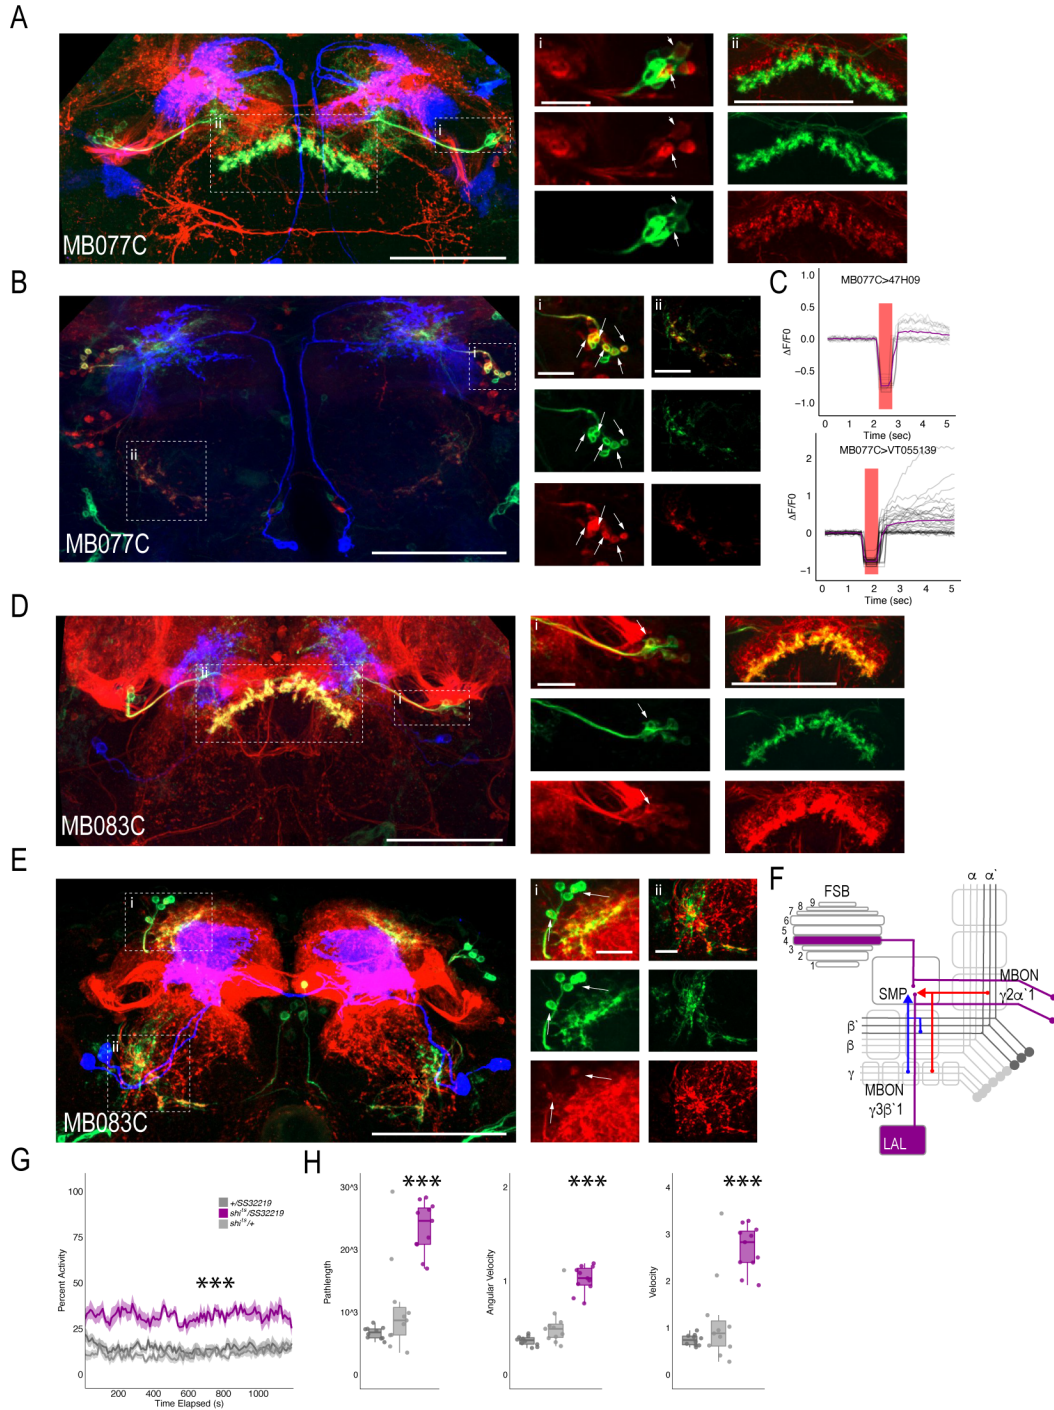 A
i
ii
ii
i
MB077C
B
i
ii
i
ii
MB077C
C
MB077C>47H09
1.0
0.5
0.0
−0.5
−1.0
ΔF/F0
0 1 2 3 4 5
Time (sec)
MB077C>VT055139
2
1
0
−1
ΔF/F0
0 1 2 3 4 5
Time (sec)
D
i
ii
i
MB083C
E
i
ii
i
ii
MB083C
F
FSB
9
8
7
6
5
4
3
2
1
α α`
SMP
MBON
γ2α`1
β`
β
γ
MBON
γ3β`1
LAL
G
100
75
50
25
0
Percent Activity
+/SS32219
shiᵗˢ/SS32219
shiᵗˢ/+
***
200 400 600 800 1000
Time Elapsed (s)
H
30^3
20^3
10^3
0
Pathlength
***
2
1
0
Angular Velocity
***
4
3
2
1
0
Velocity
***